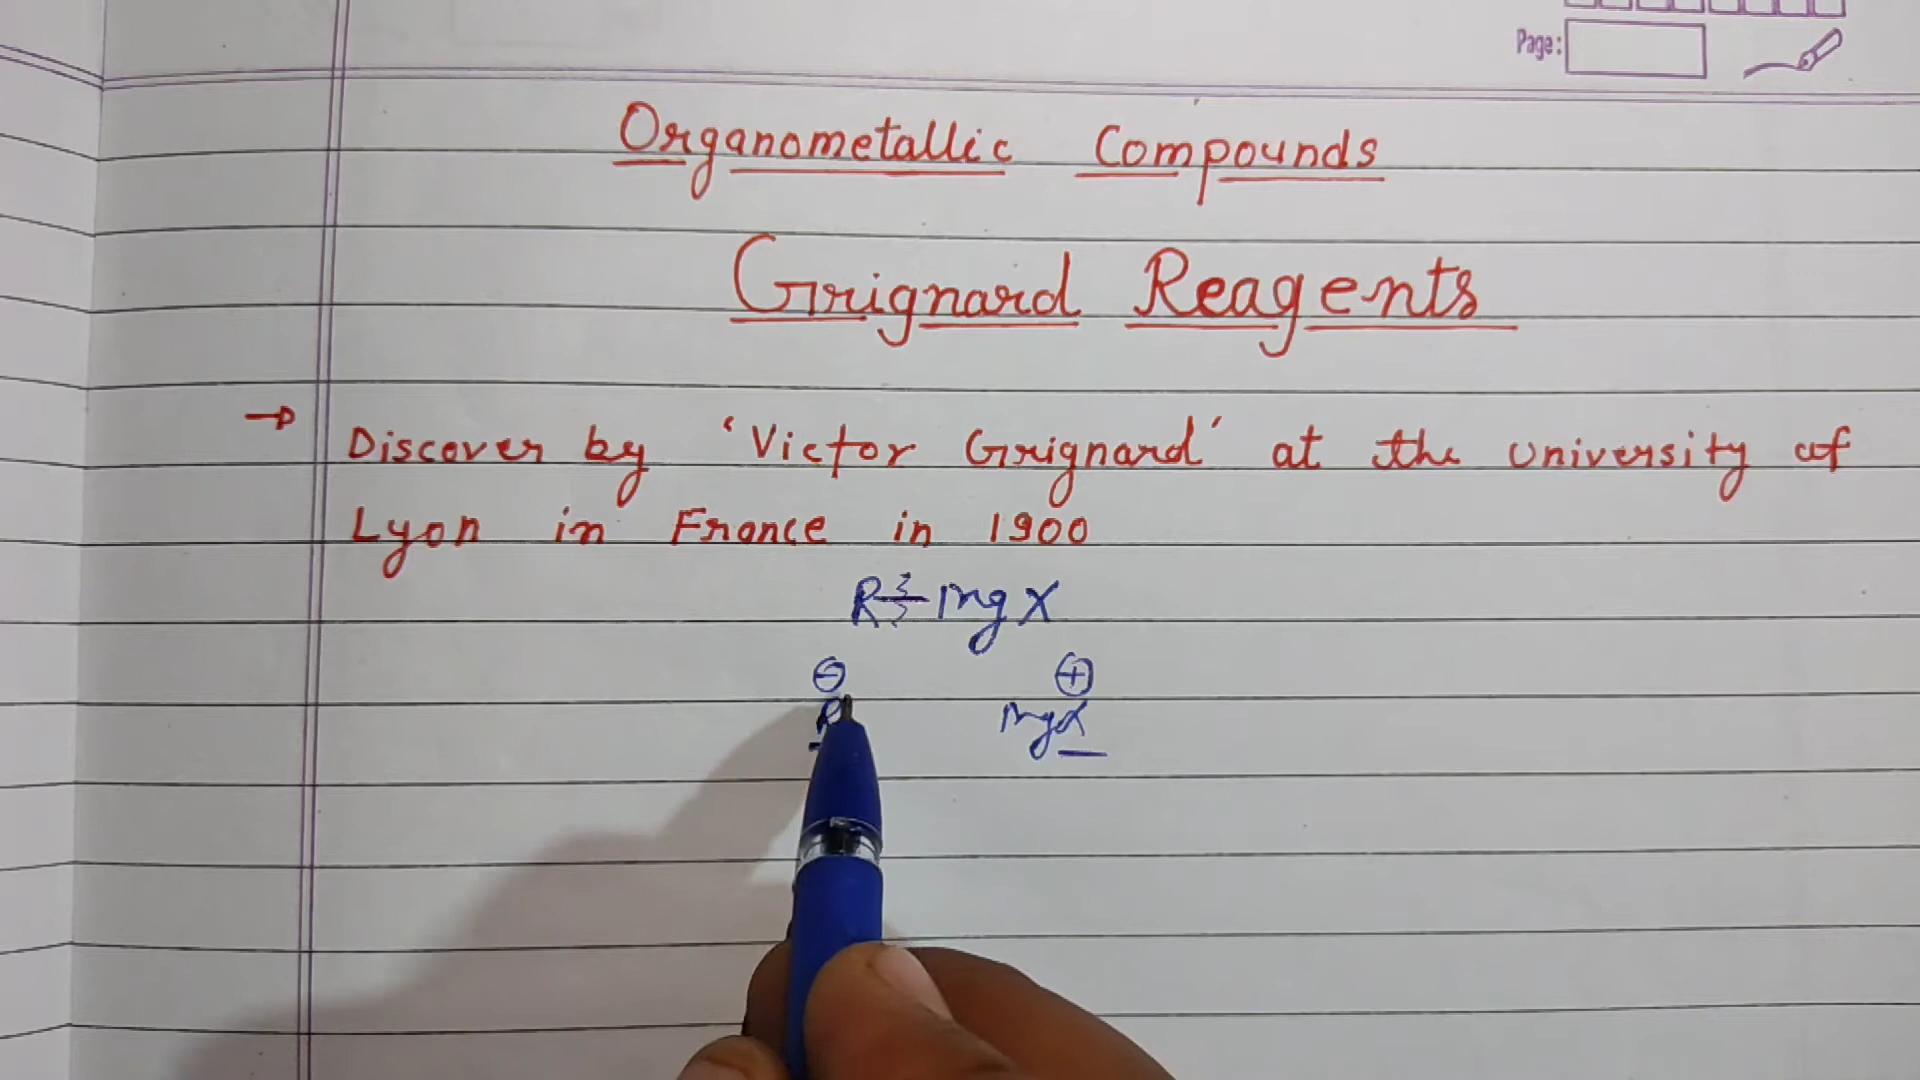 Page:
Organometallic Compounds
Grignard Reagents
→ Discover by 'Victor Grignard' at the university of
Lyon in France in 1900
R-MgX
⊖ ⊕
R MgX